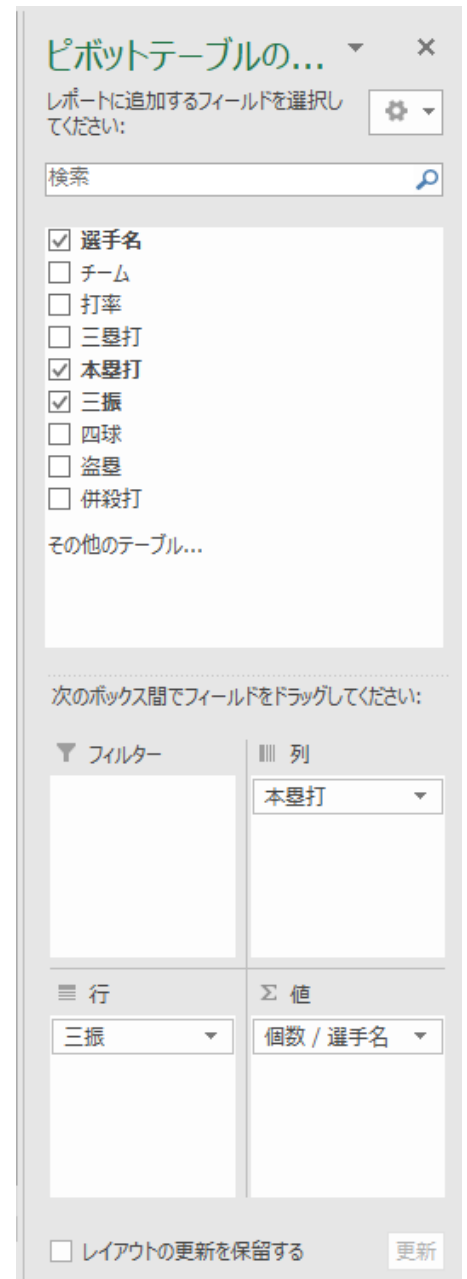 ピボットテーブルの...
レポートに追加するフィールドを選択し
てください:
検索
選手名
チーム
打率
三塁打
本塁打
三振
四球
盗塁
併殺打
その他のテーブル...
次のボックス間でフィールドをドラッグしてください:
フィルター
列
本塁打
行
Σ 値
三振
個数 / 選手名
レイアウトの更新を保留する
更新